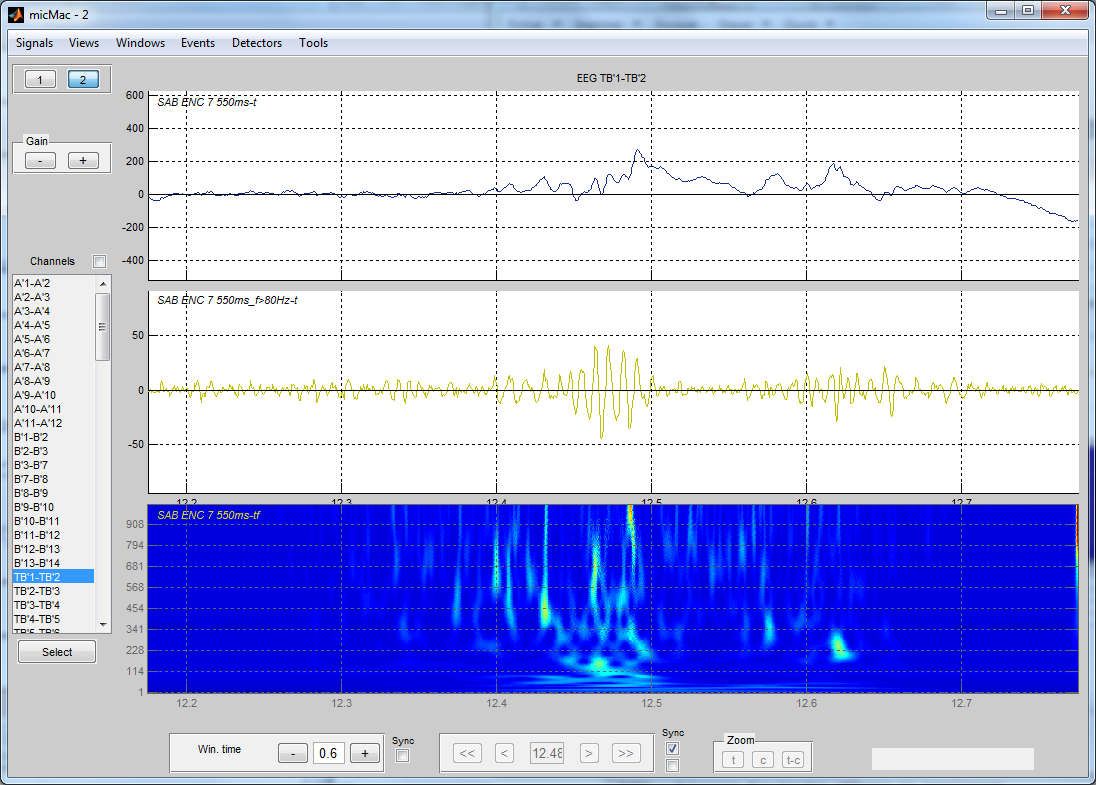 micMac - 2
Signals Views Windows Events Detectors Tools
1 2
EEG TB'1-TB'2
Gain
- +
SAB ENC 7 550ms-t
600
400
200
0
-200
-400
Channels
A'1-A'2
A'2-A'3
A'3-A'4
A'4-A'5
A'5-A'6
A'6-A'7
A'7-A'8
A'8-A'9
A'9-A'10
A'10-A'11
A'11-A'12
B'1-B'2
B'2-B'3
B'3-B'7
B'7-B'8
B'8-B'9
B'9-B'10
B'10-B'11
B'11-B'12
B'12-B'13
B'13-B'14
TB'1-TB'2
TB'2-TB'3
TB'3-TB'4
TB'4-TB'5
TB'5-TB'6
Select
SAB ENC 7 550ms_f>80Hz-t
50
0
-50
12.2 12.3 12.4 12.5 12.6 12.7
SAB ENC 7 550ms-tf
908
794
681
568
454
341
228
114
1
12.2 12.3 12.4 12.5 12.6 12.7
Win. time - 0.6 + Sync
<< < 12.48 > >> Sync
Zoom
t c t-c